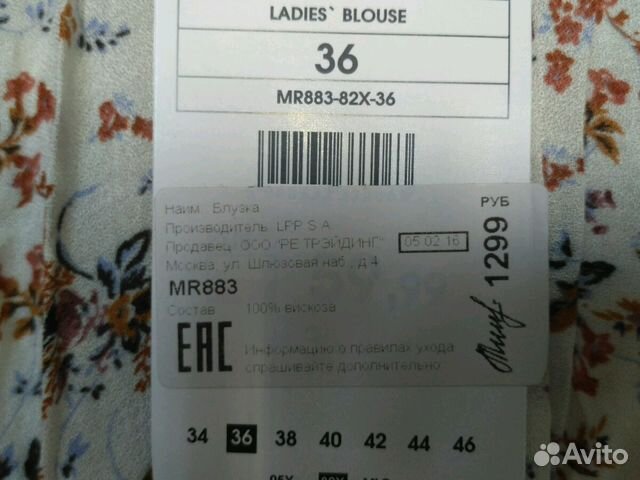 LADIES` BLOUSE
36
MR883-82X-36
Наим.: Блузка
Производитель: LPP S.A.
Продавец: ООО "РЕ ТРЭЙДИНГ"
05 02 16
Москва, ул. Шлюзовая наб., д.4
MR883
Состав 100% вискоза
EAC
Информацию о правилах ухода
спрашивайте дополнительно
1299 РУБ
34 36 38 40 42 44 46
Avito